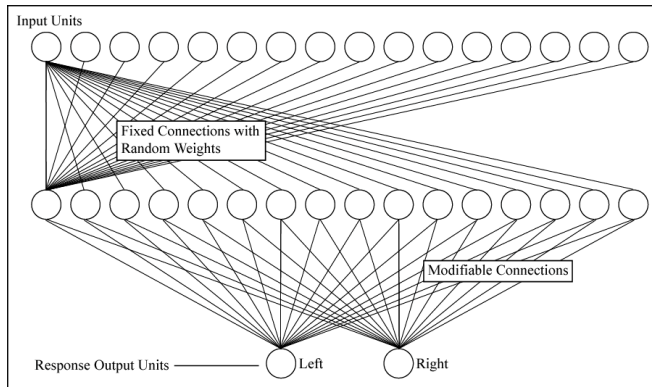 Input Units
Fixed Connections with
Random Weights
Modifiable Connections
Response Output Units
Left
Right